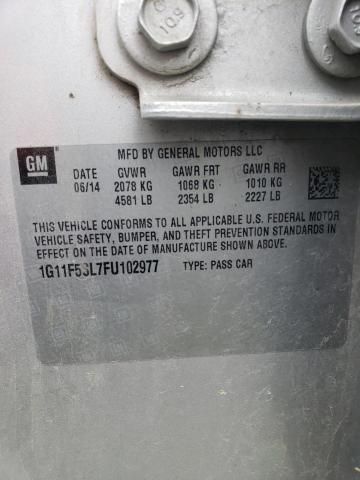 10.9
GM
MFD BY GENERAL MOTORS LLC
DATE GVWR GAWR FRT GAWR RR
06/14 2078 KG 1068 KG 1010 KG
4581 LB 2354 LB 2227 LB
THIS VEHICLE CONFORMS TO ALL APPLICABLE U.S. FEDERAL MOTOR
VEHICLE SAFETY, BUMPER, AND THEFT PREVENTION STANDARDS
IN EFFECT ON THE DATE OF MANUFACTURE SHOWN ABOVE.
1G11F5SL7FU102977 TYPE: PASS CAR